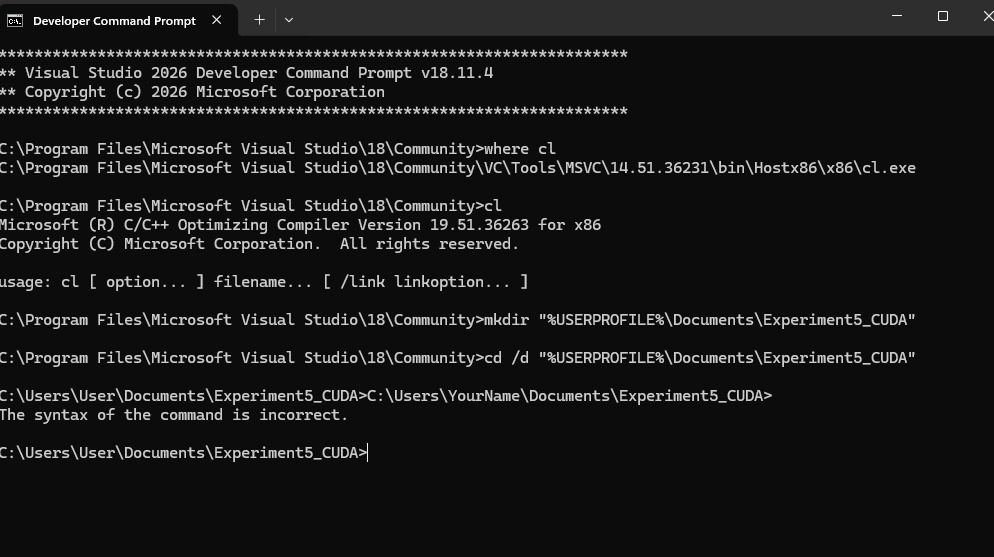 Developer Command Prompt
**********************************************************************
** Visual Studio 2026 Developer Command Prompt v18.11.4
** Copyright (c) 2026 Microsoft Corporation
**********************************************************************
C:\Program Files\Microsoft Visual Studio\18\Community>where cl
C:\Program Files\Microsoft Visual Studio\18\Community\VC\Tools\MSVC\14.51.36231\bin\Hostx86\x86\cl.exe
C:\Program Files\Microsoft Visual Studio\18\Community>cl
Microsoft (R) C/C++ Optimizing Compiler Version 19.51.36263 for x86
Copyright (C) Microsoft Corporation.  All rights reserved.
usage: cl [ option... ] filename... [ /link linkoption... ]
C:\Program Files\Microsoft Visual Studio\18\Community>mkdir "%USERPROFILE%\Documents\Experiment5_CUDA"
C:\Program Files\Microsoft Visual Studio\18\Community>cd /d "%USERPROFILE%\Documents\Experiment5_CUDA"
C:\Users\User\Documents\Experiment5_CUDA>C:\Users\YourName\Documents\Experiment5_CUDA>
The syntax of the command is incorrect.
C:\Users\User\Documents\Experiment5_CUDA>